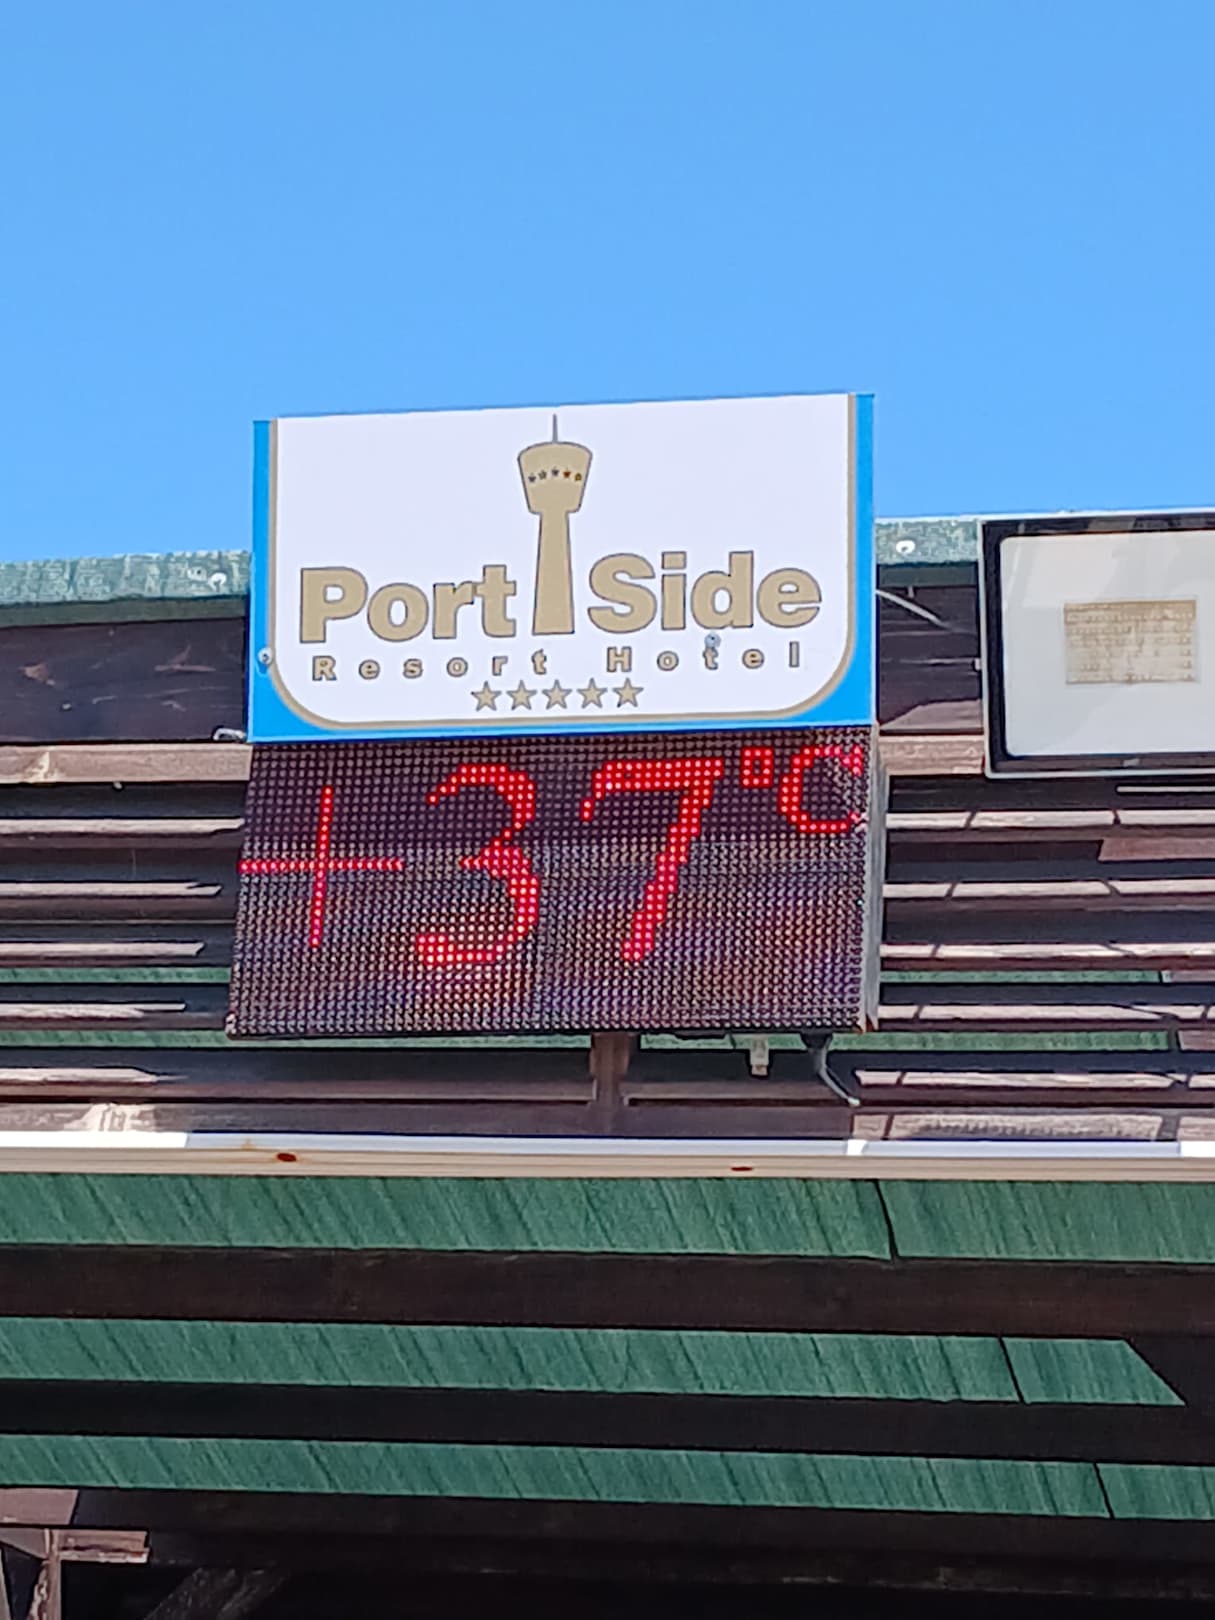 Port Side
Resort Hotel
+37°C